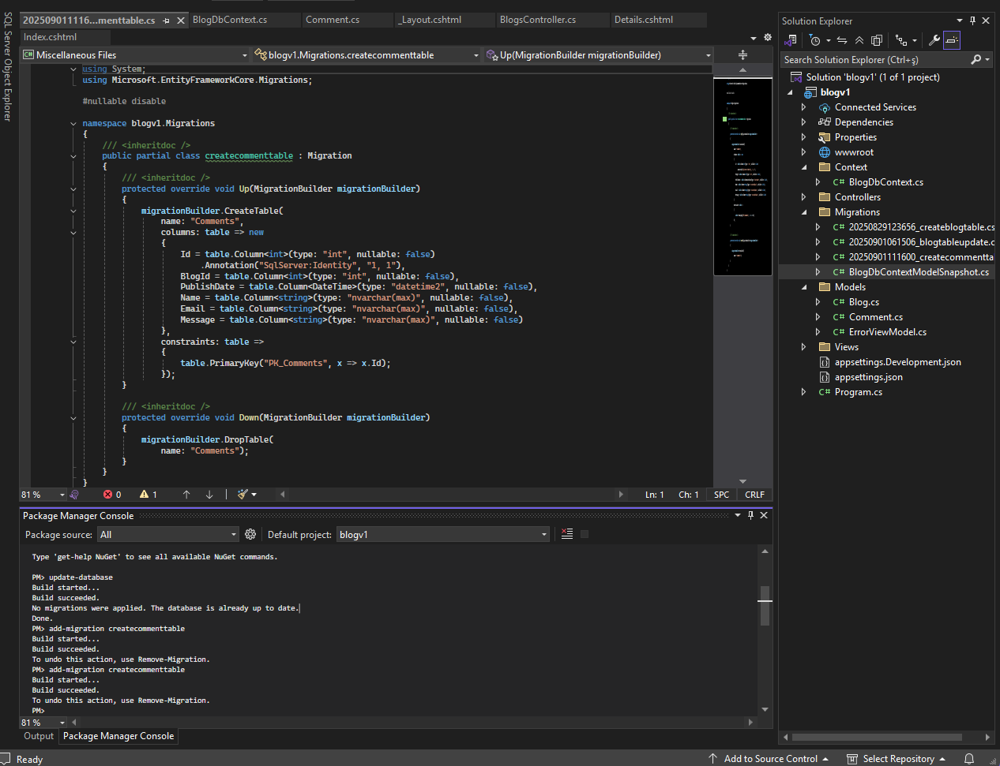 SQL Server Object Explorer
202509011116...menttable.cs
BlogDbContext.cs
Comment.cs
_Layout.cshtml
BlogsController.cs
Details.cshtml
Index.cshtml
C# Miscellaneous Files
blogv1.Migrations.createcommenttable
Up(MigrationBuilder migrationBuilder)
using System;
using Microsoft.EntityFrameworkCore.Migrations;
#nullable disable
namespace blogv1.Migrations
{
/// <inheritdoc />
public partial class createcommenttable : Migration
{
/// <inheritdoc />
protected override void Up(MigrationBuilder migrationBuilder)
{
migrationBuilder.CreateTable(
name: "Comments",
columns: table => new
{
Id = table.Column<int>(type: "int", nullable: false)
.Annotation("SqlServer:Identity", "1, 1"),
BlogId = table.Column<int>(type: "int", nullable: false),
PublishDate = table.Column<DateTime>(type: "datetime2", nullable: false),
Name = table.Column<string>(type: "nvarchar(max)", nullable: false),
Email = table.Column<string>(type: "nvarchar(max)", nullable: false),
Message = table.Column<string>(type: "nvarchar(max)", nullable: false)
},
constraints: table =>
{
table.PrimaryKey("PK_Comments", x => x.Id);
});
}
/// <inheritdoc />
protected override void Down(MigrationBuilder migrationBuilder)
{
migrationBuilder.DropTable(
name: "Comments");
}
}
}
81 %
0
1
Ln: 1
Ch: 1
SPC
CRLF
Package Manager Console
Package source: All
Default project: blogv1
Type 'get-help NuGet' to see all available NuGet commands.
PM> update-database
Build started...
Build succeeded.
No migrations were applied. The database is already up to date.
Done.
PM> add-migration createcommenttable
Build started...
Build succeeded.
To undo this action, use Remove-Migration.
PM> add-migration createcommenttable
Build started...
Build succeeded.
To undo this action, use Remove-Migration.
PM>
81 %
Output
Package Manager Console
Solution Explorer
Search Solution Explorer (Ctrl+ş)
Solution 'blogv1' (1 of 1 project)
blogv1
Connected Services
Dependencies
Properties
wwwroot
Context
C# BlogDbContext.cs
Controllers
Migrations
C# 20250829123656_createblogtable.cs
C# 20250901061506_blogtableupdate.c
C# 20250901111600_createcommentta
C# BlogDbContextModelSnapshot.cs
Models
C# Blog.cs
C# Comment.cs
C# ErrorViewModel.cs
Views
appsettings.Development.json
appsettings.json
C# Program.cs
Ready
Add to Source Control
Select Repository